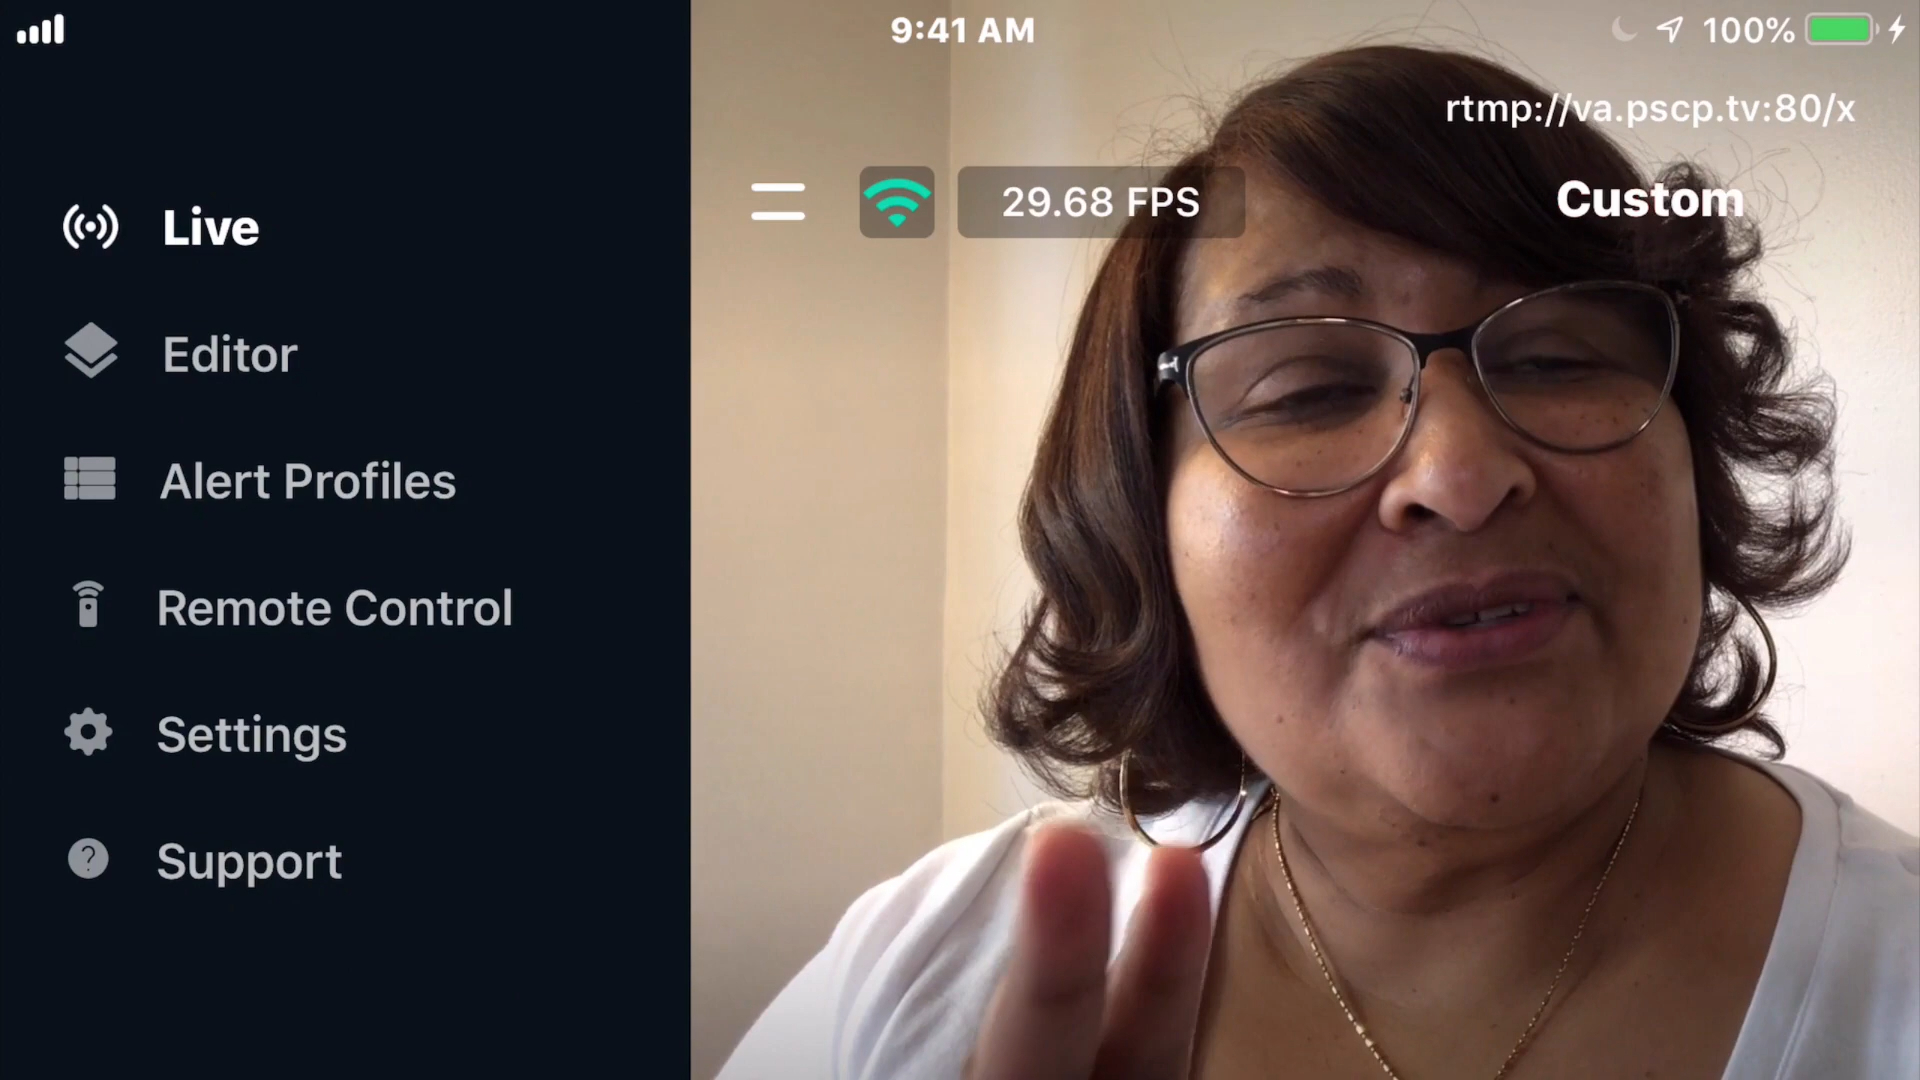 9:41 AM
100%
rtmp://va.pscp.tv:80/x
29.68 FPS
Custom
Live
Editor
Alert Profiles
Remote Control
Settings
Support